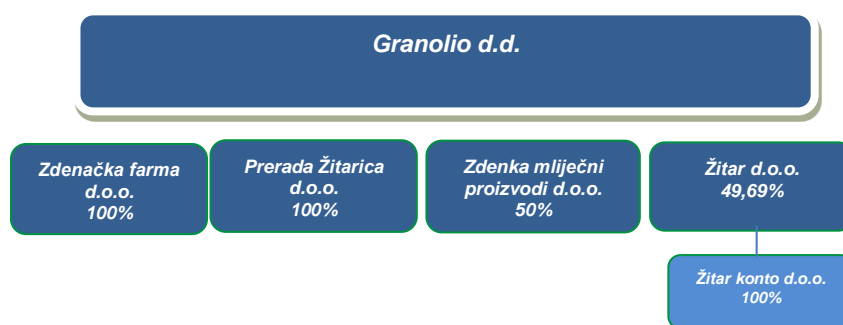 Granolio d.d.
Zdenačka farma
d.o.o.
100%
Prerada Žitarica
d.o.o.
100%
Zdenka mliječni
proizvodi d.o.o.
50%
Žitar d.o.o.
49,69%
Žitar konto d.o.o.
100%